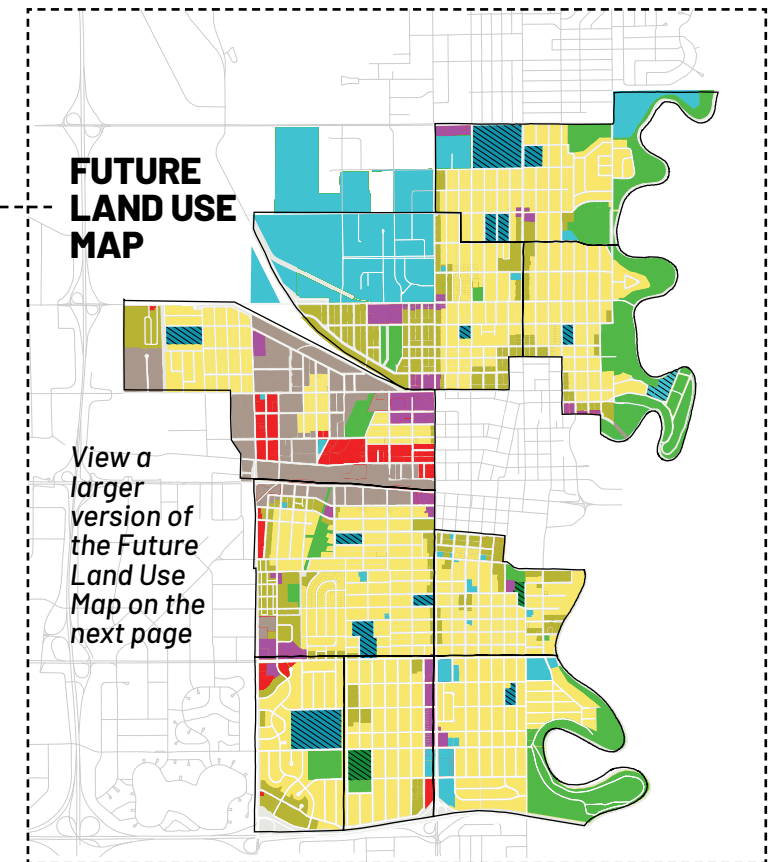 FUTURE
LAND USE
MAP
View a
larger
version of
the Future
Land Use
Map on the
next page